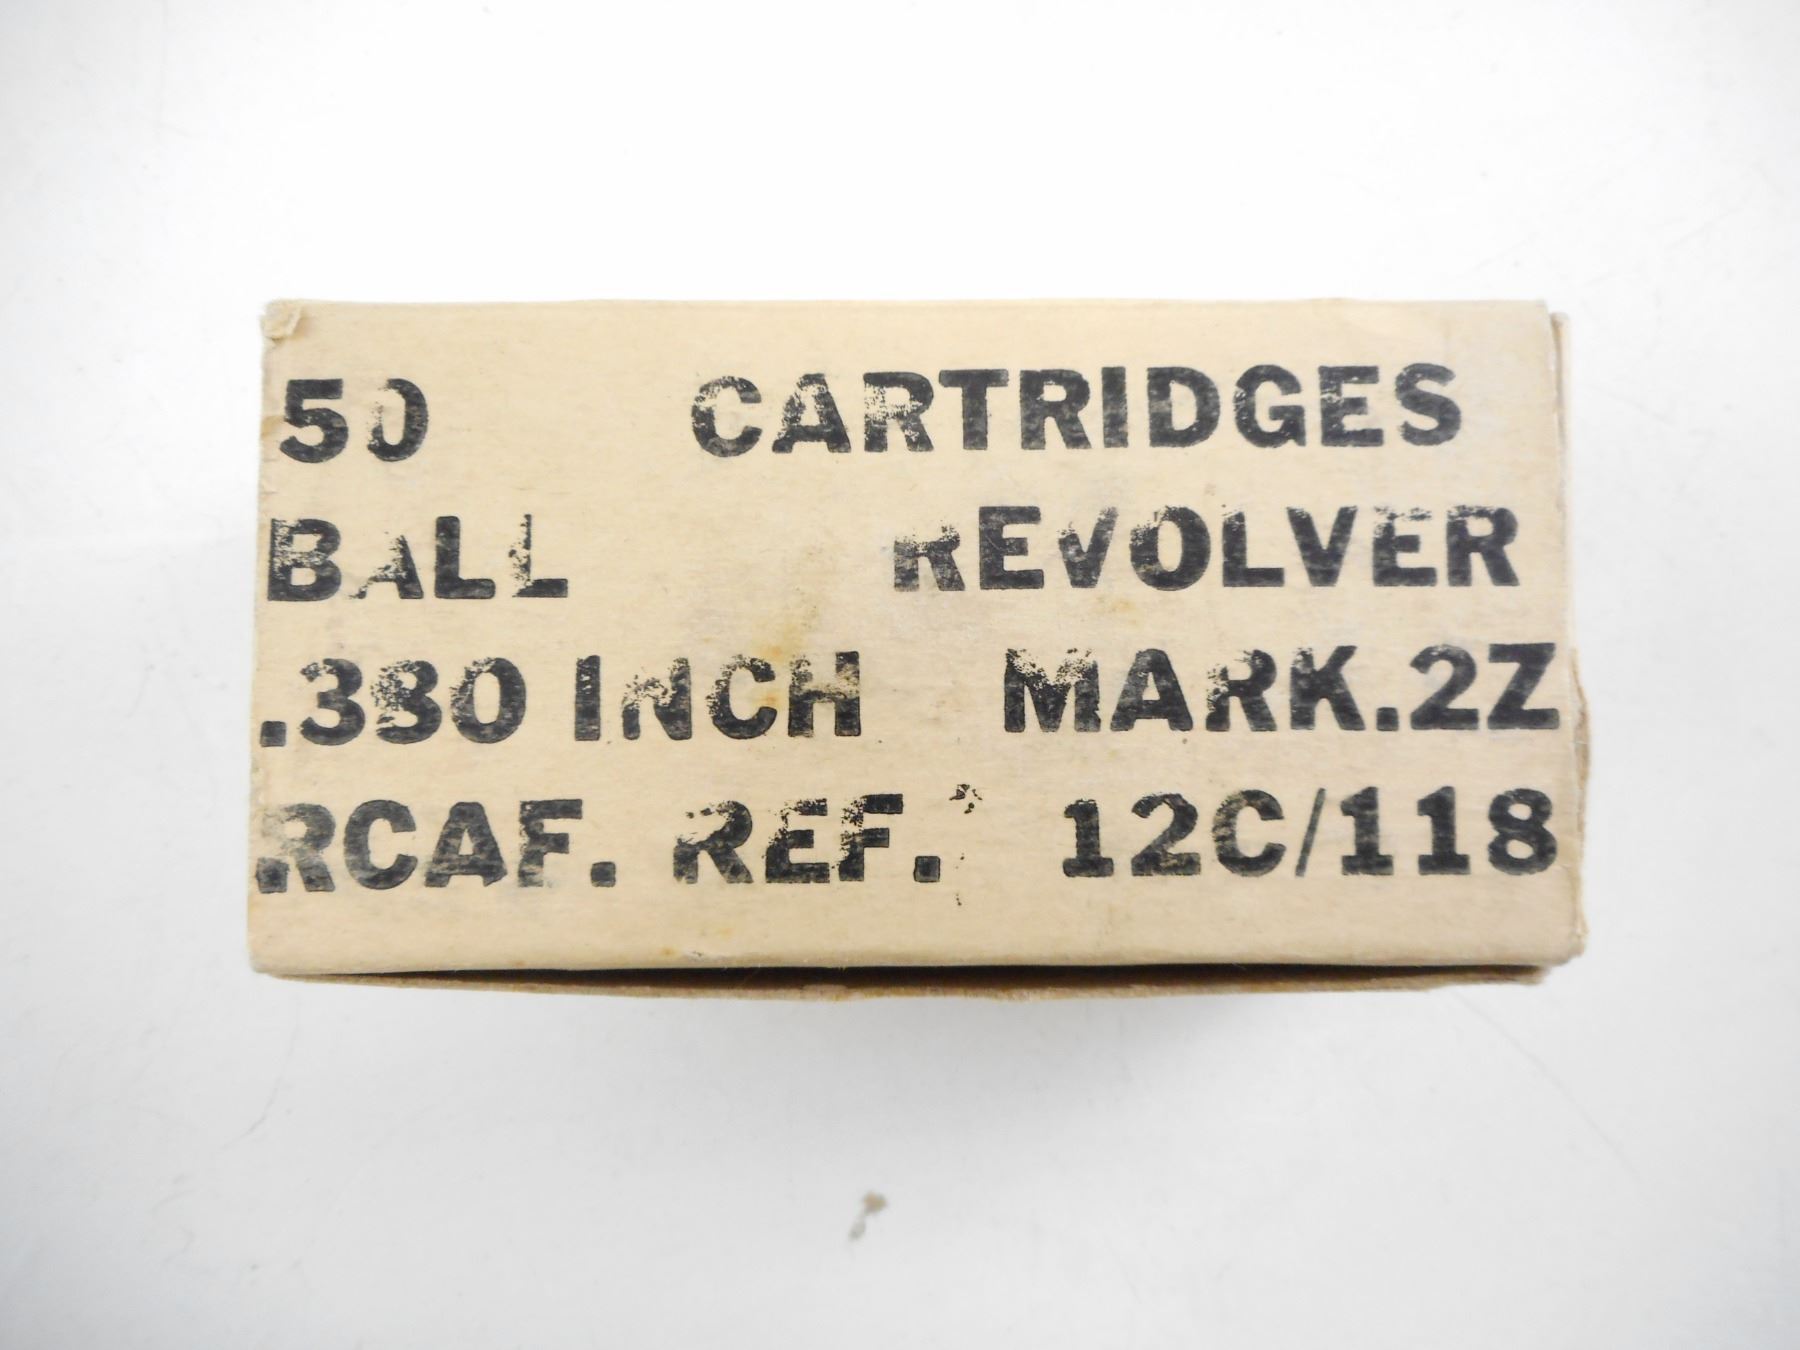 50 CARTRIDGES
BALL REVOLVER
.380 INCH MARK.2Z
RCAF. REF. 12C/118